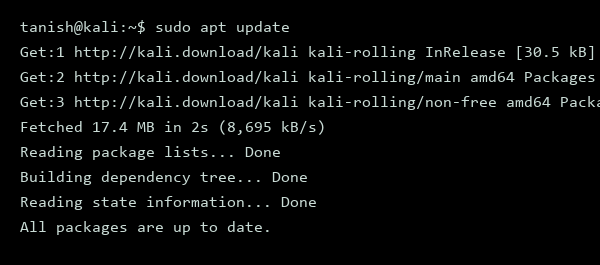 tanish@kali:~$ sudo apt update
Get:1 http://kali.download/kali kali-rolling InRelease [30.5 kB]
Get:2 http://kali.download/kali kali-rolling/main amd64 Packages
Get:3 http://kali.download/kali kali-rolling/non-free amd64 Packa
Fetched 17.4 MB in 2s (8,695 kB/s)
Reading package lists... Done
Building dependency tree... Done
Reading state information... Done
All packages are up to date.